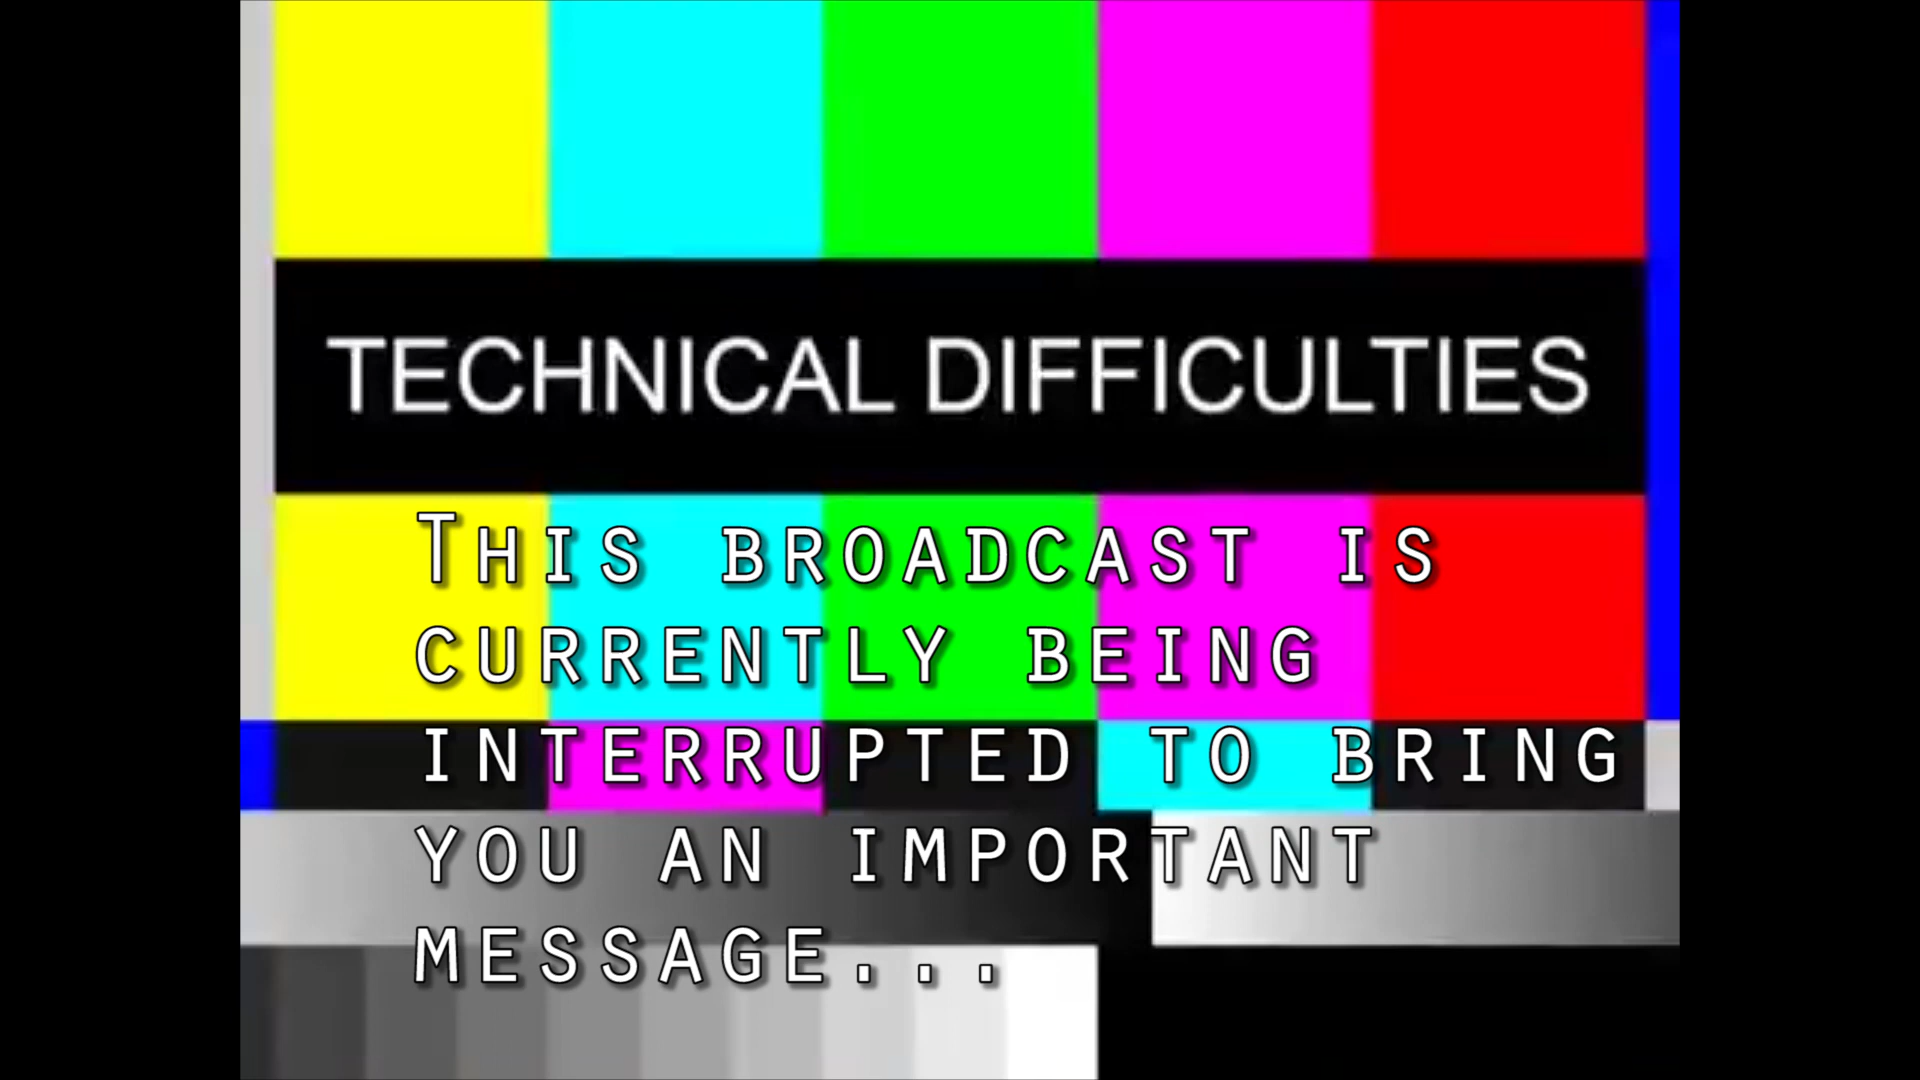 TECHNICAL DIFFICULTIES
THIS BROADCAST IS
CURRENTLY BEING
INTERRUPTED TO BRING
YOU AN IMPORTANT
MESSAGE...